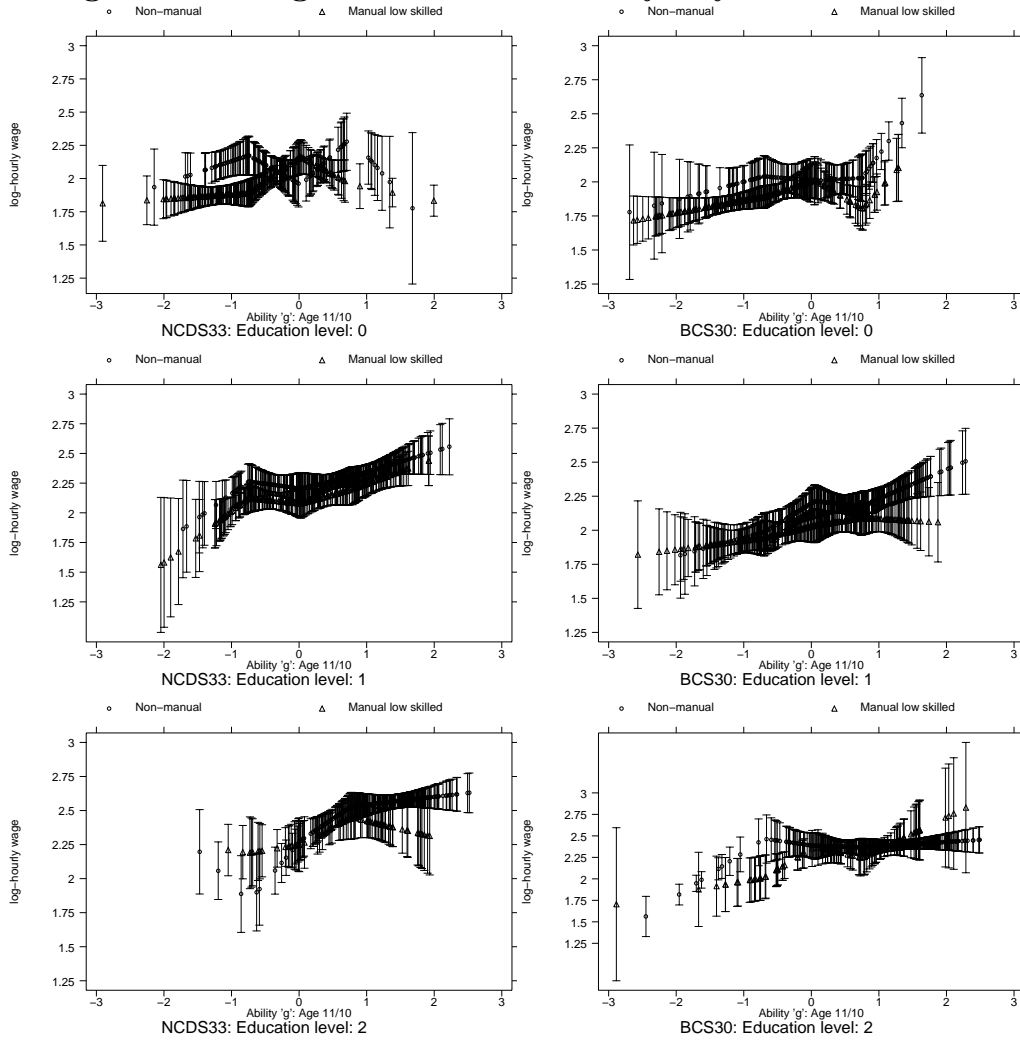 Non−manual Manual low skilled
3
2.75
2.5
2.25
2
1.75
1.5
1.25
log−hourly wage
−3 −2 −1 0 1 2 3
Ability 'g': Age 11/10
NCDS33: Education level: 0
Non−manual Manual low skilled
3
2.75
2.5
2.25
2
1.75
1.5
1.25
log−hourly wage
−3 −2 −1 0 1 2 3
Ability 'g': Age 11/10
BCS30: Education level: 0
Non−manual Manual low skilled
3
2.75
2.5
2.25
2
1.75
1.5
1.25
log−hourly wage
−3 −2 −1 0 1 2 3
Ability 'g': Age 11/10
NCDS33: Education level: 1
Non−manual Manual low skilled
3
2.75
2.5
2.25
2
1.75
1.5
1.25
log−hourly wage
−3 −2 −1 0 1 2 3
Ability 'g': Age 11/10
BCS30: Education level: 1
Non−manual Manual low skilled
3
2.75
2.5
2.25
2
1.75
1.5
1.25
log−hourly wage
−3 −2 −1 0 1 2 3
Ability 'g': Age 11/10
NCDS33: Education level: 2
Non−manual Manual low skilled
3
2.75
2.5
2.25
2
1.75
1.5
1.25
log−hourly wage
−3 −2 −1 0 1 2 3
Ability 'g': Age 11/10
BCS30: Education level: 2